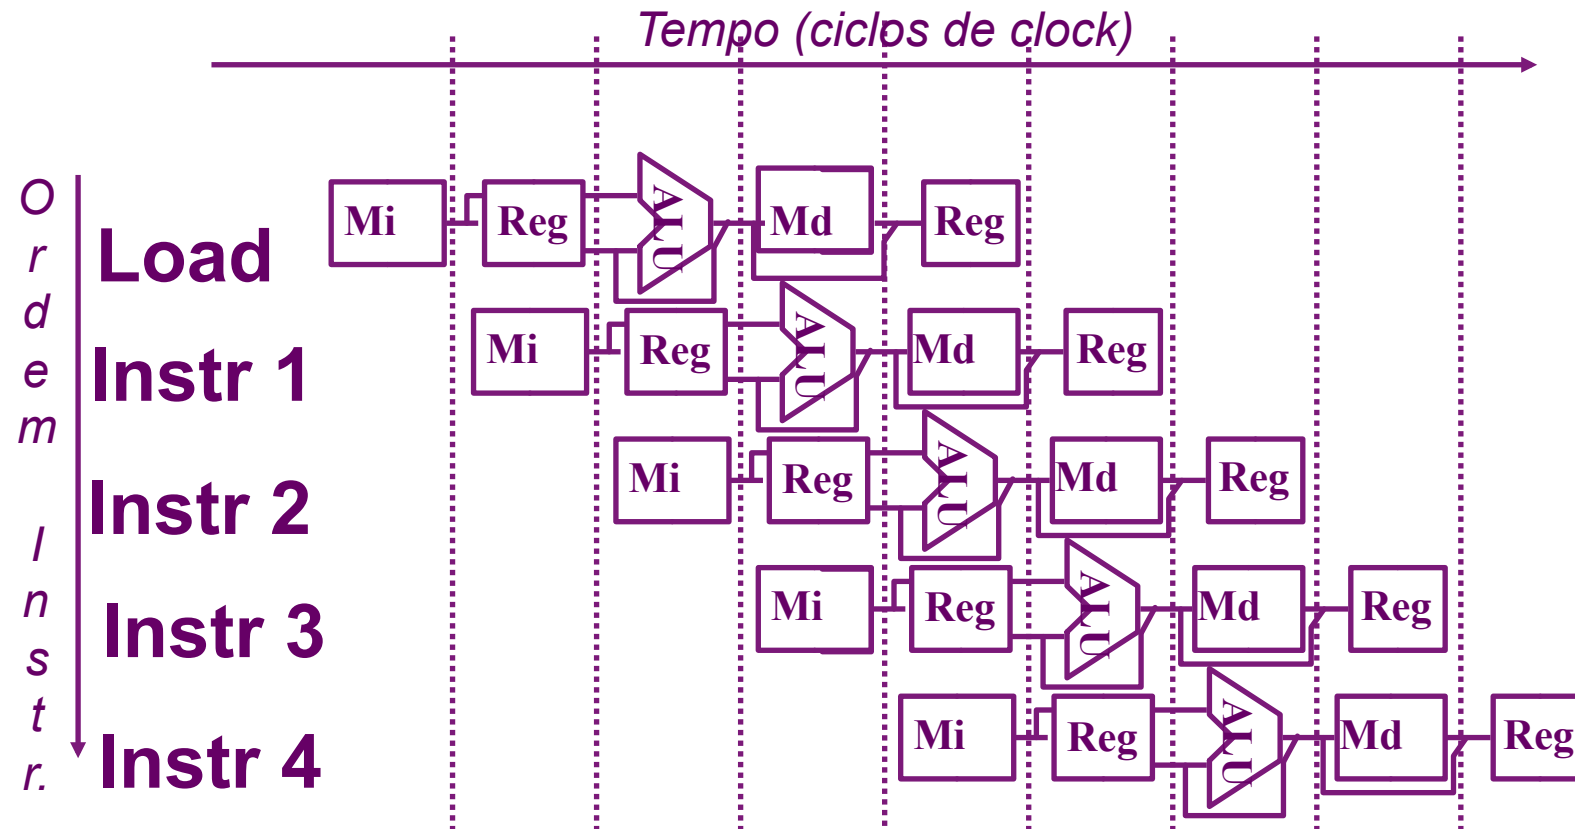 Tempo (ciclos de clock)
Ordem Instr.
Load
Mi Reg ALU Md Reg
Instr 1
Mi Reg ALU Md Reg
Instr 2
Mi Reg ALU Md Reg
Instr 3
Mi Reg ALU Md Reg
Instr 4
Mi Reg ALU Md Reg